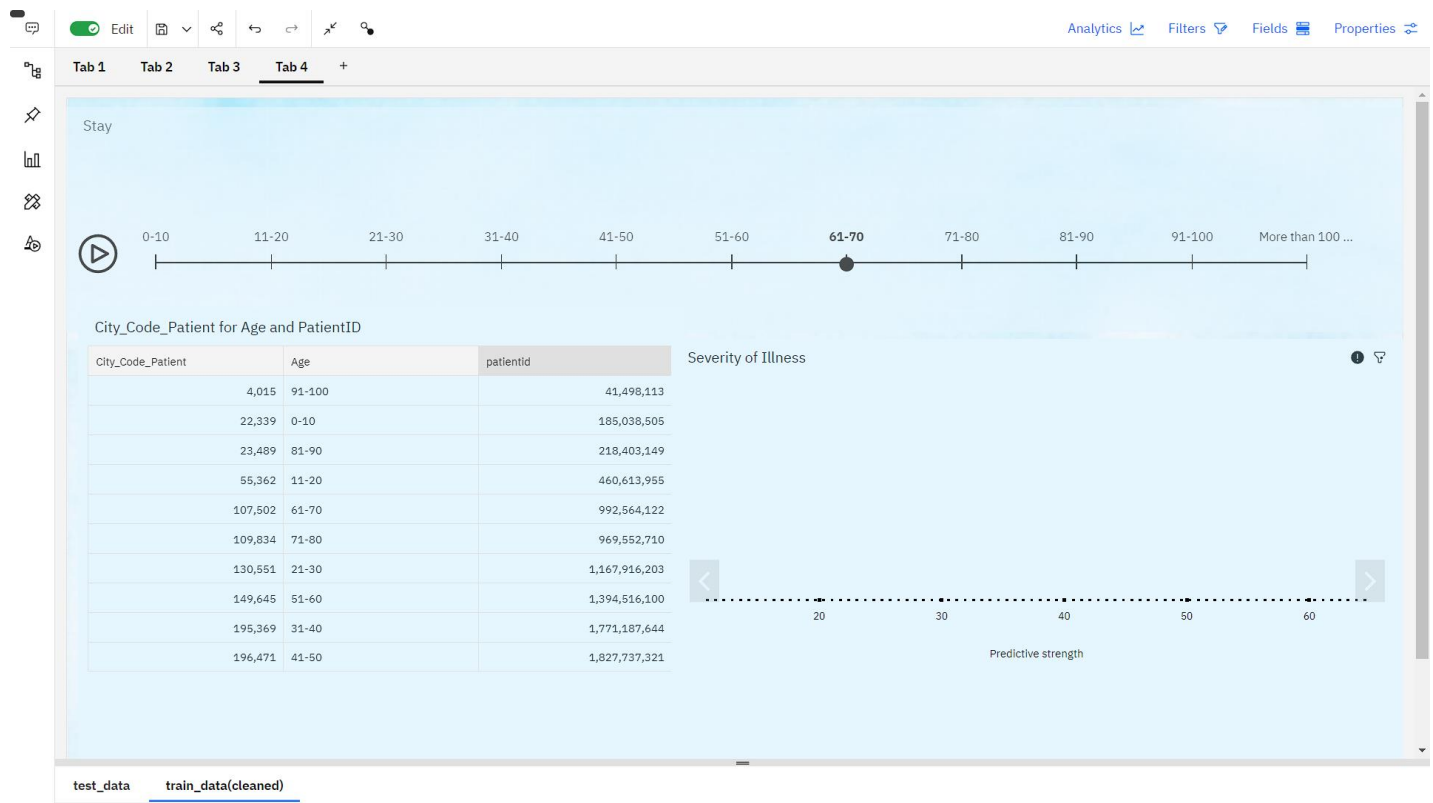 Edit
Analytics Filters Fields Properties
Tab 1 Tab 2 Tab 3 Tab 4 +
Stay
0-10 11-20 21-30 31-40 41-50 51-60 61-70 71-80 81-90 91-100 More than 100 ...
City_Code_Patient for Age and PatientID
Severity of Illness
City_Code_Patient Age patientid
4,015 91-100 41,498,113
22,339 0-10 185,038,505
23,489 81-90 218,403,149
55,362 11-20 460,613,955
107,502 61-70 992,564,122
109,834 71-80 969,552,710
130,551 21-30 1,167,916,203
149,645 51-60 1,394,516,100
195,369 31-40 1,771,187,644
196,471 41-50 1,827,737,321
20 30 40 50 60
Predictive strength
test_data train_data(cleaned)